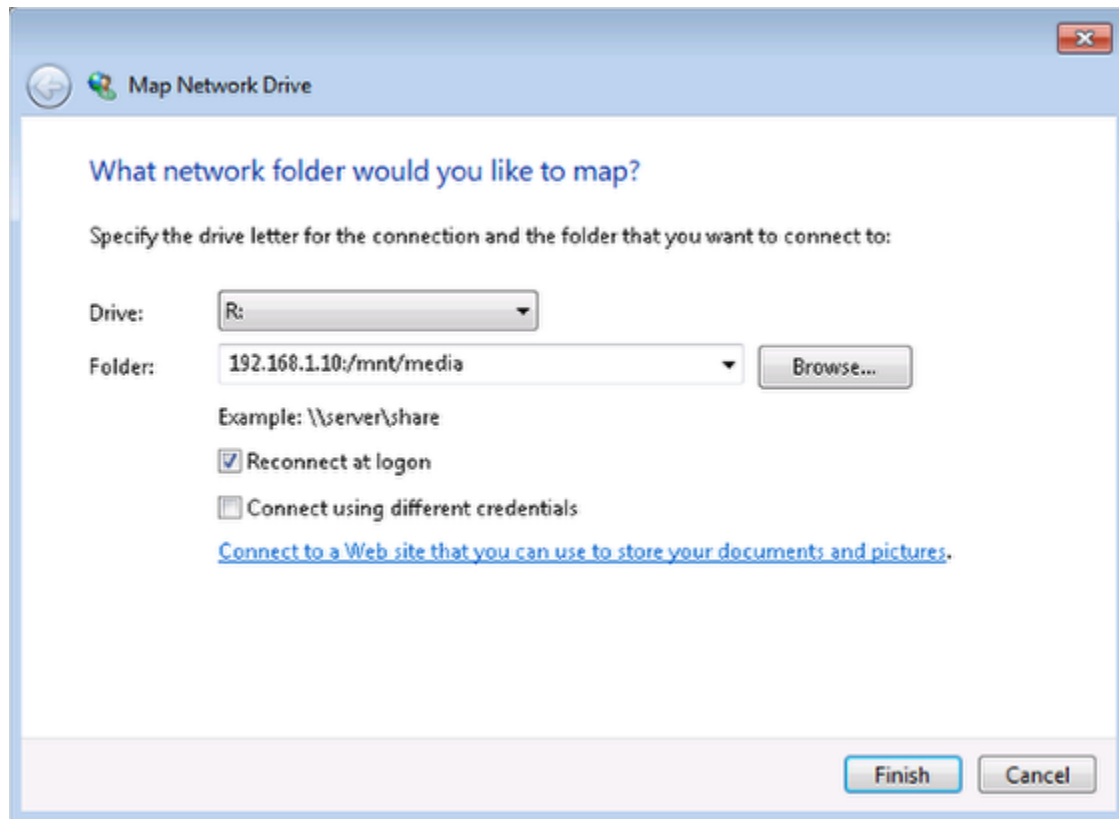 Map Network Drive
What network folder would you like to map?
Specify the drive letter for the connection and the folder that you want to connect to:
Drive: R:
Folder: 192.168.1.10:/mnt/media Browse...
Example: \\server\share
Reconnect at logon
Connect using different credentials
Connect to a Web site that you can use to store your documents and pictures.
Finish Cancel